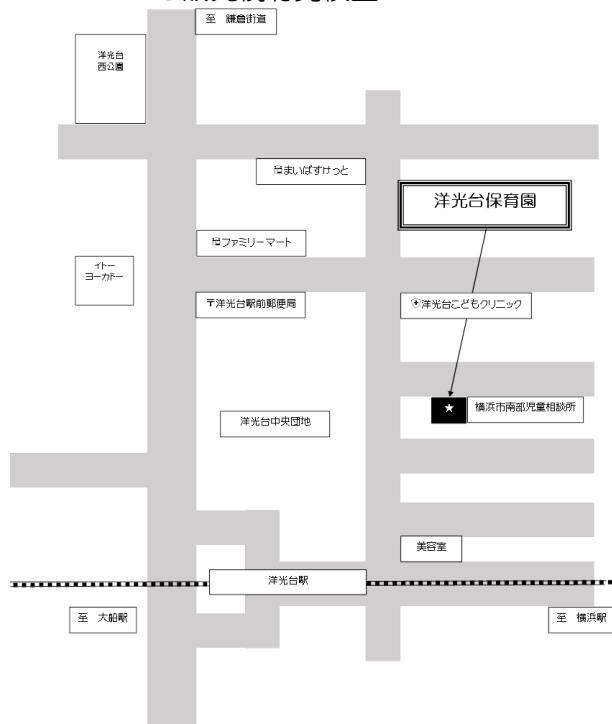 至　鎌倉街道
洋光台
西公園
まいばすけっと
洋光台保育園
ファミリーマート
イトー
ヨーカドー
〒洋光台駅前郵便局
洋光台こどもクリニック
★
横浜市南部児童相談所
洋光台中央団地
美容室
洋光台駅
至　大船駅
至　横浜駅